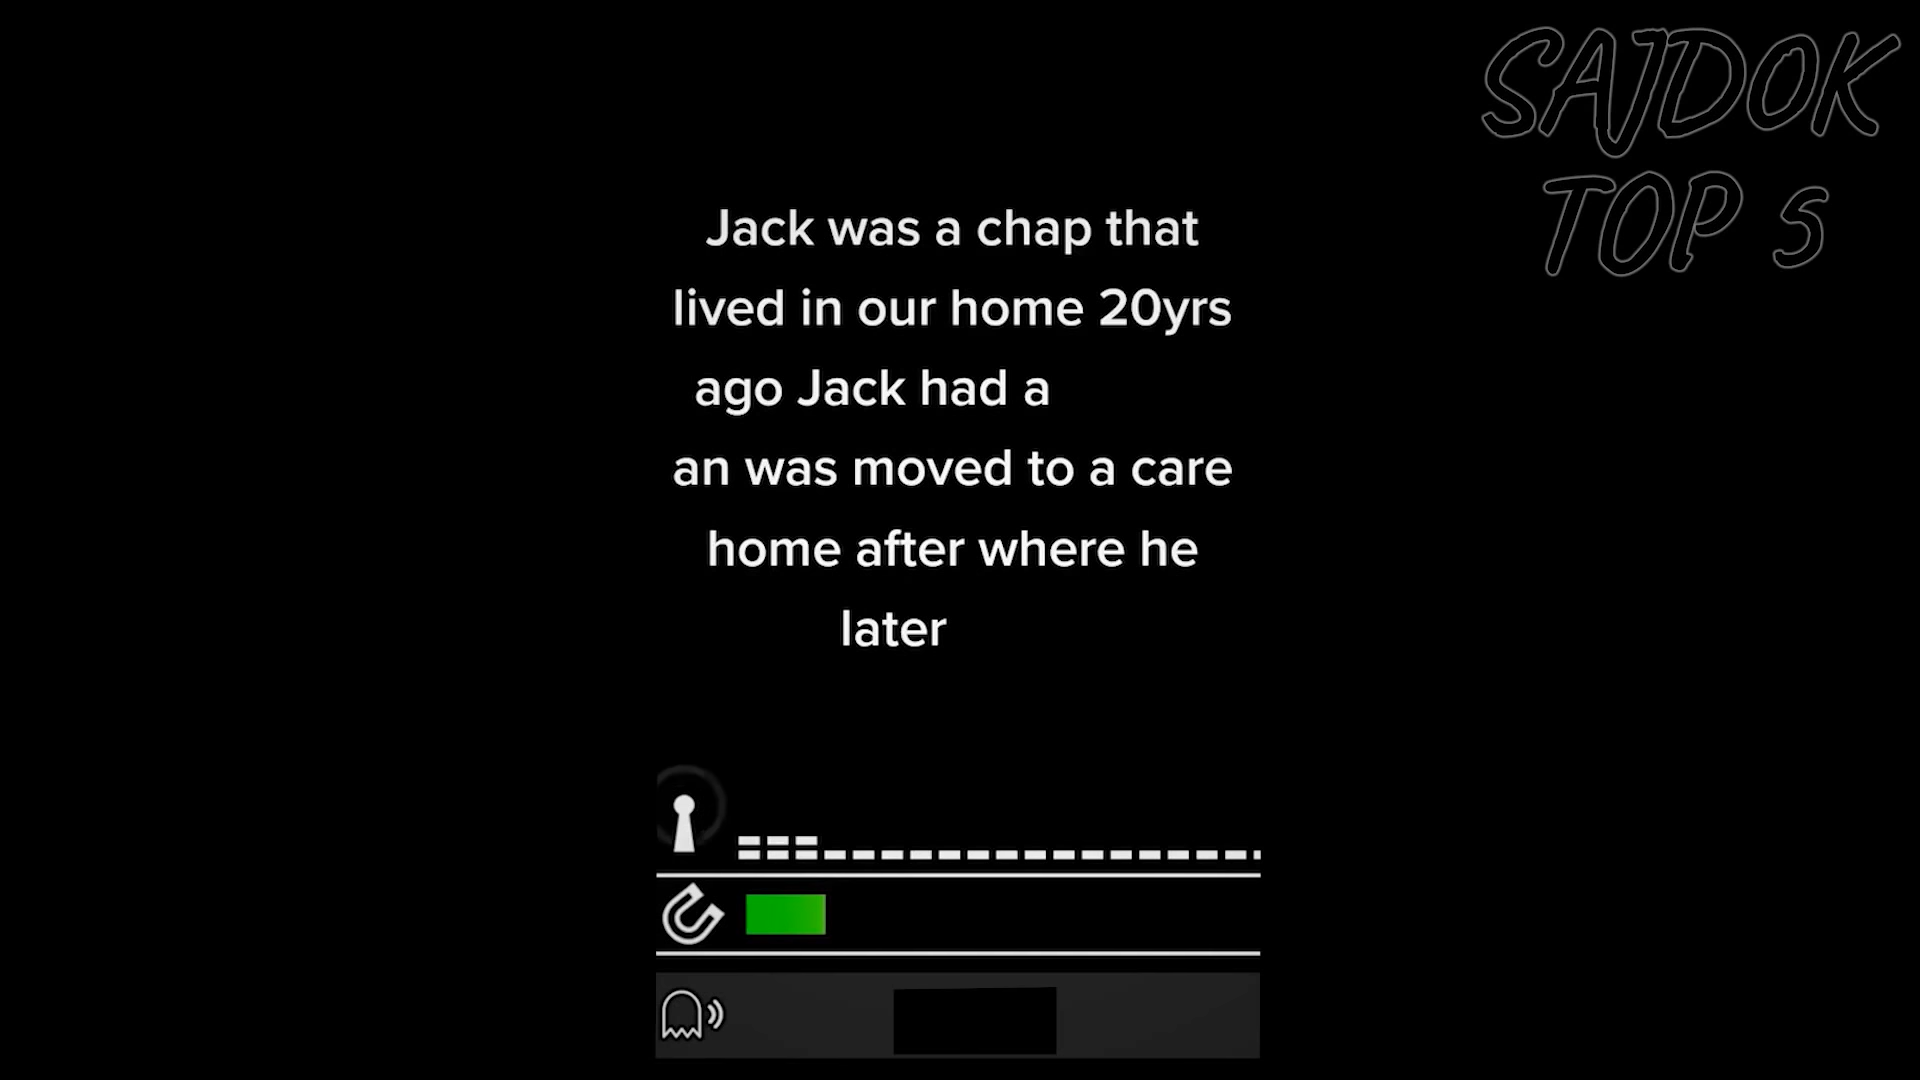 Jack was a chap that
lived in our home 20yrs
ago Jack had a
an was moved to a care
home after where he
later
SAJDOK
TOP 5